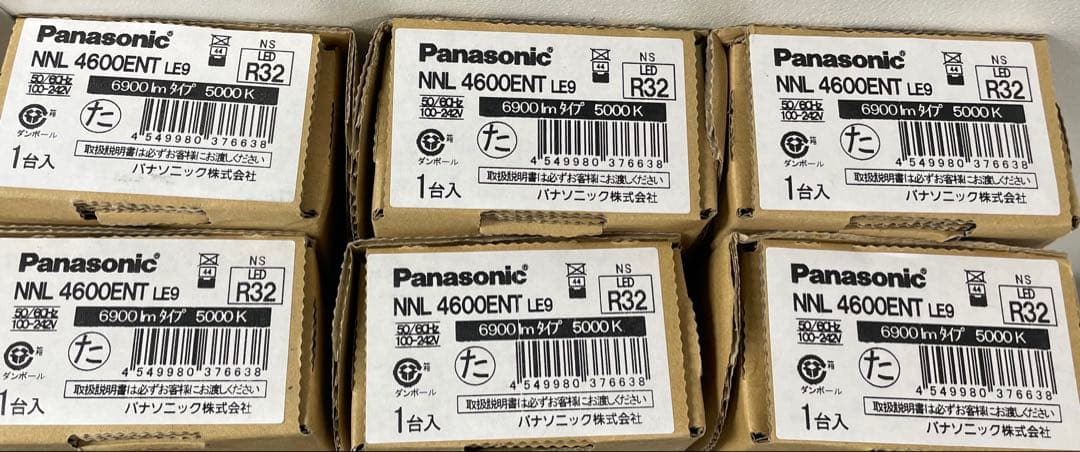 Panasonic
NS
NNL 4600ENT LE9
44
LED
R32
50/60Hz
100-242V
6900 lm タイプ 5000 K
た
箱
ダンボール
4 549980 376638
1台入
取扱説明書は必ずお客様にお渡しください
パナソニック株式会社
Panasonic
NS
NNL 4600ENT LE9
44
LED
R32
50/60Hz
100-242V
6900 lm タイプ 5000 K
た
箱
ダンボール
4 549980 376638
1台入
取扱説明書は必ずお客様にお渡しください
パナソニック株式会社
Panasonic
NS
NNL 4600ENT LE9
44
LED
R32
50/60Hz
100-242V
6900 lm タイプ 5000 K
た
箱
ダンボール
4 549980 376638
1台入
取扱説明書は必ずお客様にお渡しください
パナソニック株式会社
Panasonic
NS
NNL 4600ENT LE9
44
LED
R32
50/60Hz
100-242V
6900 lm タイプ 5000 K
た
箱
ダンボール
4 549980 376638
1台入
取扱説明書は必ずお客様にお渡しください
パナソニック株式会社
Panasonic
NS
NNL 4600ENT LE9
44
LED
R32
50/60Hz
100-242V
6900 lm タイプ 5000 K
た
箱
ダンボール
4 549980 376638
1台入
取扱説明書は必ずお客様にお渡しください
パナソニック株式会社
Panasonic
NS
NNL 4600ENT LE9
44
LED
R32
50/60Hz
100-242V
6900 lm タイプ 5000 K
た
箱
ダンボール
4 549980 376638
1台入
取扱説明書は必ずお客様にお渡しください
パナソニック株式会社